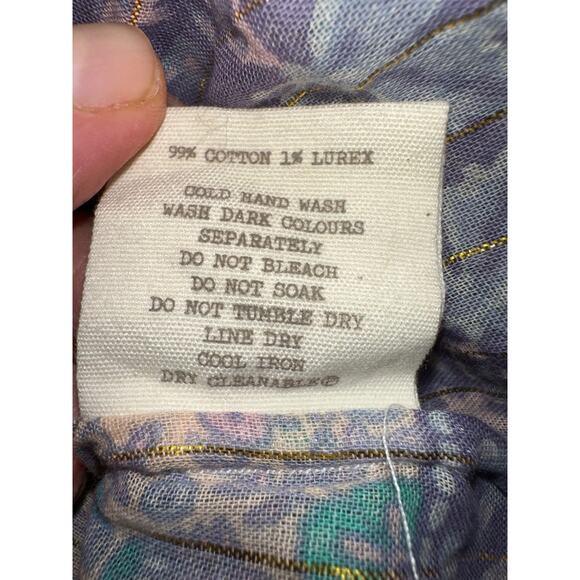 99% COTTON 1% LUREX
COLD HAND WASH
WASH DARK COLOURS
SEPARATELY
DO NOT BLEACH
DO NOT SOAK
DO NOT TUMBLE DRY
LINE DRY
COOL IRON
DRY CLEANABLE Ⓟ